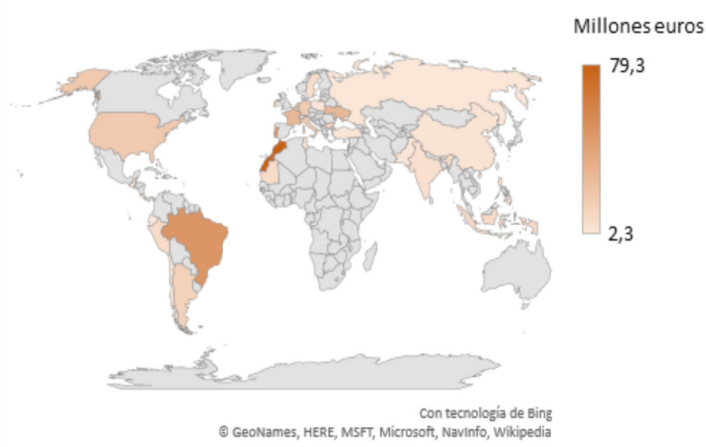 Millones euros
79,3
2,3
Con tecnología de Bing
© GeoNames, HERE, MSFT, Microsoft, NavInfo, Wikipedia